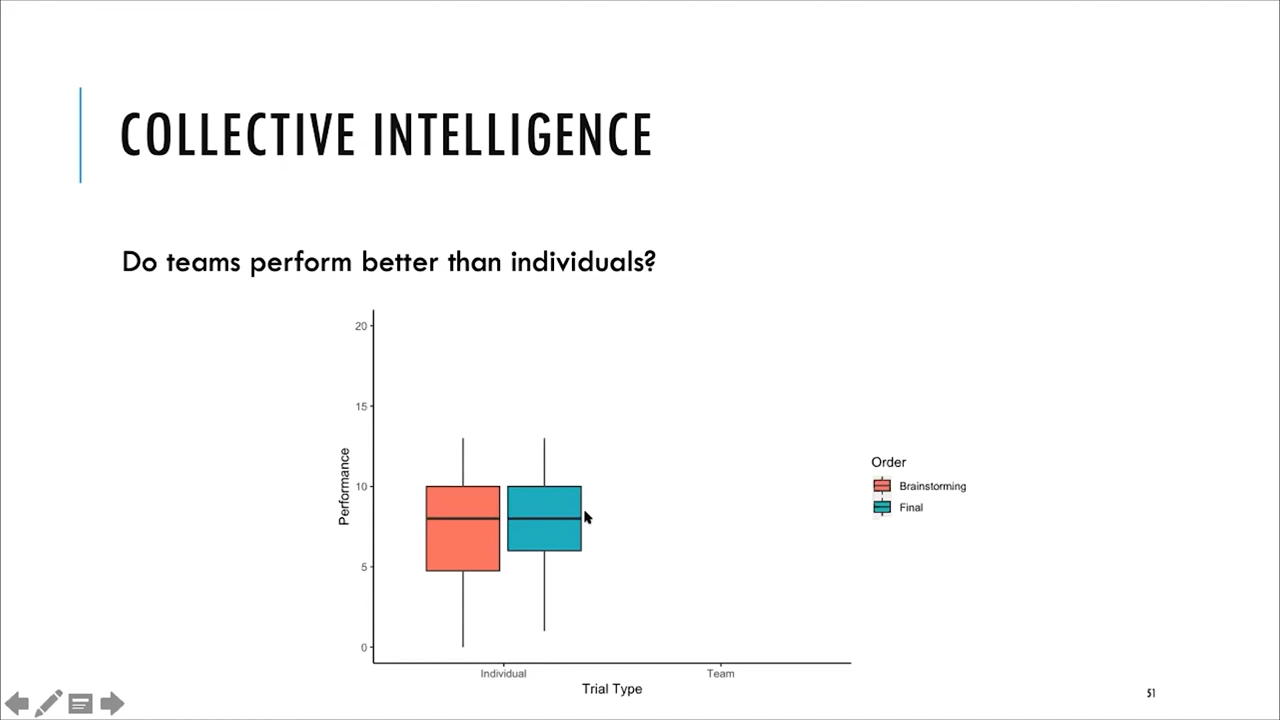 COLLECTIVE INTELLIGENCE
Do teams perform better than individuals?
20
15
10
5
0
Performance
Individual
Team
Trial Type
Order
Brainstorming
Final
51